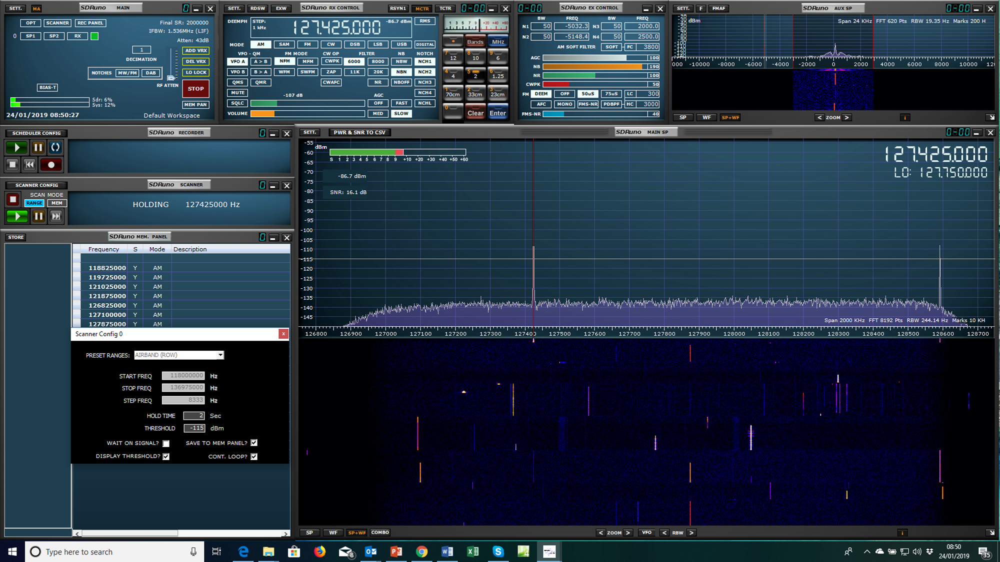 SETT. MA SDRuno MAIN 0
OPT SCANNER REC PANEL Final SR: 2000000
IFBW: 1.536MHz (LIF)
0 SP1 SP2 RX Atten: 43dB
1 ADD VRX
DECIMATION DEL VRX
NOTCHES MW/FM DAB LO LOCK
BIAS-T RF ATTEN STOP
Sdr: 6%
Sys: 12% MEM PAN
24/01/2019 08:50:27 Default Workspace
SETT. RDSW EXW SDRuno RX CONTROL RSYN1 MCTR TCTR 0-00
DEEMPH STEP: 127.425.000 -86.7 dBm RMS
1 kHz
MODE AM SAM FM CW DSB LSB USB DIGITAL
VFO - QM FM MODE CW OP FILTER NB NOTCH
VFO A A > B NFM MFM CWPK 6000 8000 NBW NCH1
VFO B B > A WFM SWFM ZAP 11K 20K NBN NCH2
QMS QMR CWAFC NR NBOFF NCH3
MUTE -107 dB AGC NCH4
SQLC OFF FAST NCHL
VOLUME MED SLOW
1 3 5 7 9 +20 +40 +60
Bands MHz
7 12 8 10 9 6
4 4 5 2 6 1.25
1 70cm 2 33cm 3 23cm
0 Clear Enter
0-00 SDRuno EX CONTROL
BW FREQ BW FREQ
N1 50 -5032.3 N3 50 2000.0
N2 50 -5148.4 N4 50 2500.0
AM SOFT FILTER SOFT FC 3800
AGC 100
NB 190
NR 100
CWPK 50
FM DEEM OFF 50uS 75uS LC 300
AFC MONO FMS-NR PDBPF HC 3000
FMS-NR 40
SETT. F FMAF SDRuno AUX SP 0-00
dBm Span 24 KHz FFT 620 Pts RBW 19.35 Hz Marks 200 H
000 -10000 -8000 -6000 -4000 -2000 0 2000 4000 6000 8000 10000 12
SP WF SP+WF < ZOOM > i
SCHEDULER CONFIG SDRuno RECORDER 0
SCANNER CONFIG SDRuno SCANNER 0
SCAN MODE
RANGE MEM
HOLDING 127425000 Hz
STORE SDRuno MEM. PANEL 0
Frequency S Mode Description
118825000 Y AM
119725000 Y AM
121025000 Y AM
121875000 Y AM
126825000 Y AM
127100000 Y AM
127875000 Y AM
Scanner Config 0 x
PRESET RANGES: AIRBAND (ROW)
START FREQ 118000000 Hz
STOP FREQ 136975000 Hz
STEP FREQ 8333 Hz
HOLD TIME 2 Sec
THRESHOLD -115 dBm
WAIT ON SIGNAL? SAVE TO MEM PANEL?
DISPLAY THRESHOLD? CONT. LOOP?
SETT. PWR & SNR TO CSV SDRuno MAIN SP 0-00
dBm
S 1 2 3 4 5 6 7 8 9 +10 +20 +30 +40 +50 +60
127.425.000
LO: 127.750.000
-86.7 dBm
SNR: 16.1 dB
-55
-60
-65
-70
-75
-80
-85
-90
-95
-100
-105
-110
-115
-120
-125
-130
-135
-140
-145
Span 2000 KHz FFT 8192 Pts RBW 244.14 Hz Marks 10 KH
126800 126900 127000 127100 127200 127300 12740 127500 127600 127700 127800 127900 128000 128100 128200 128300 128400 128500 128600 128700
SP WF SP+WF COMBO < ZOOM > VFO < RBW > i
Type here to search
8
08:50
24/01/2019
35